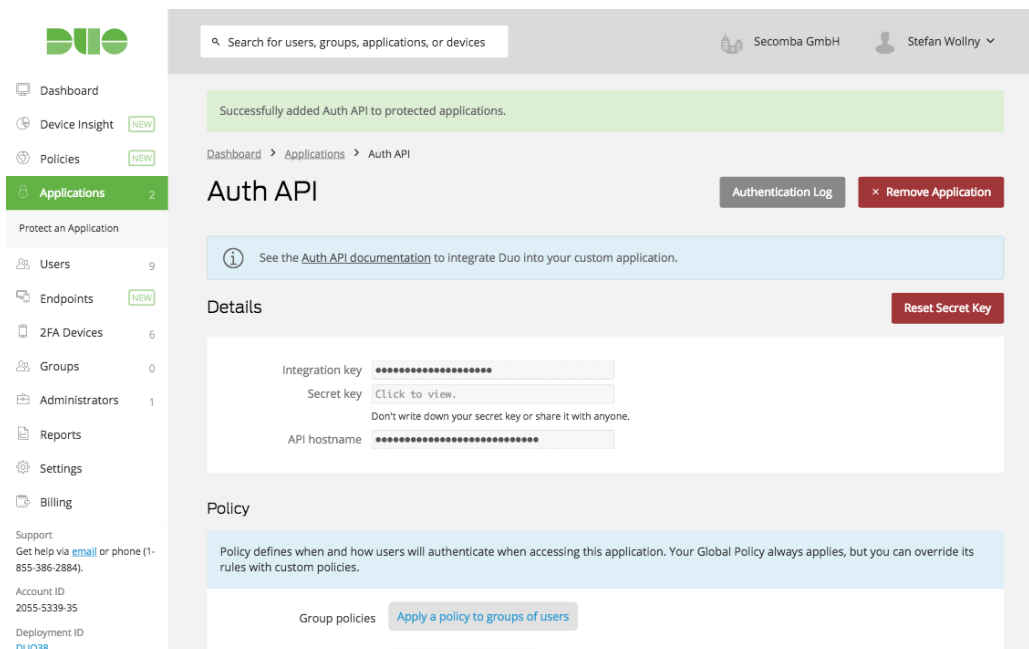 DUO
Search for users, groups, applications, or devices
Secomba GmbH
Stefan Wollny
Dashboard
Device Insight NEW
Policies NEW
Applications 2
Protect an Application
Users 9
Endpoints NEW
2FA Devices 6
Groups 0
Administrators 1
Reports
Settings
Billing
Support
Get help via email or phone (1-
855-386-2884).
Account ID
2055-5339-35
Deployment ID
DUO38
Successfully added Auth API to protected applications.
Dashboard > Applications > Auth API
Auth API
Authentication Log
× Remove Application
See the Auth API documentation to integrate Duo into your custom application.
Details
Reset Secret Key
Integration key ••••••••••••••••••••
Secret key Click to view.
Don't write down your secret key or share it with anyone.
API hostname ••••••••••••••••••••••••••••
Policy
Policy defines when and how users will authenticate when accessing this application. Your Global Policy always applies, but you can override its
rules with custom policies.
Group policies Apply a policy to groups of users